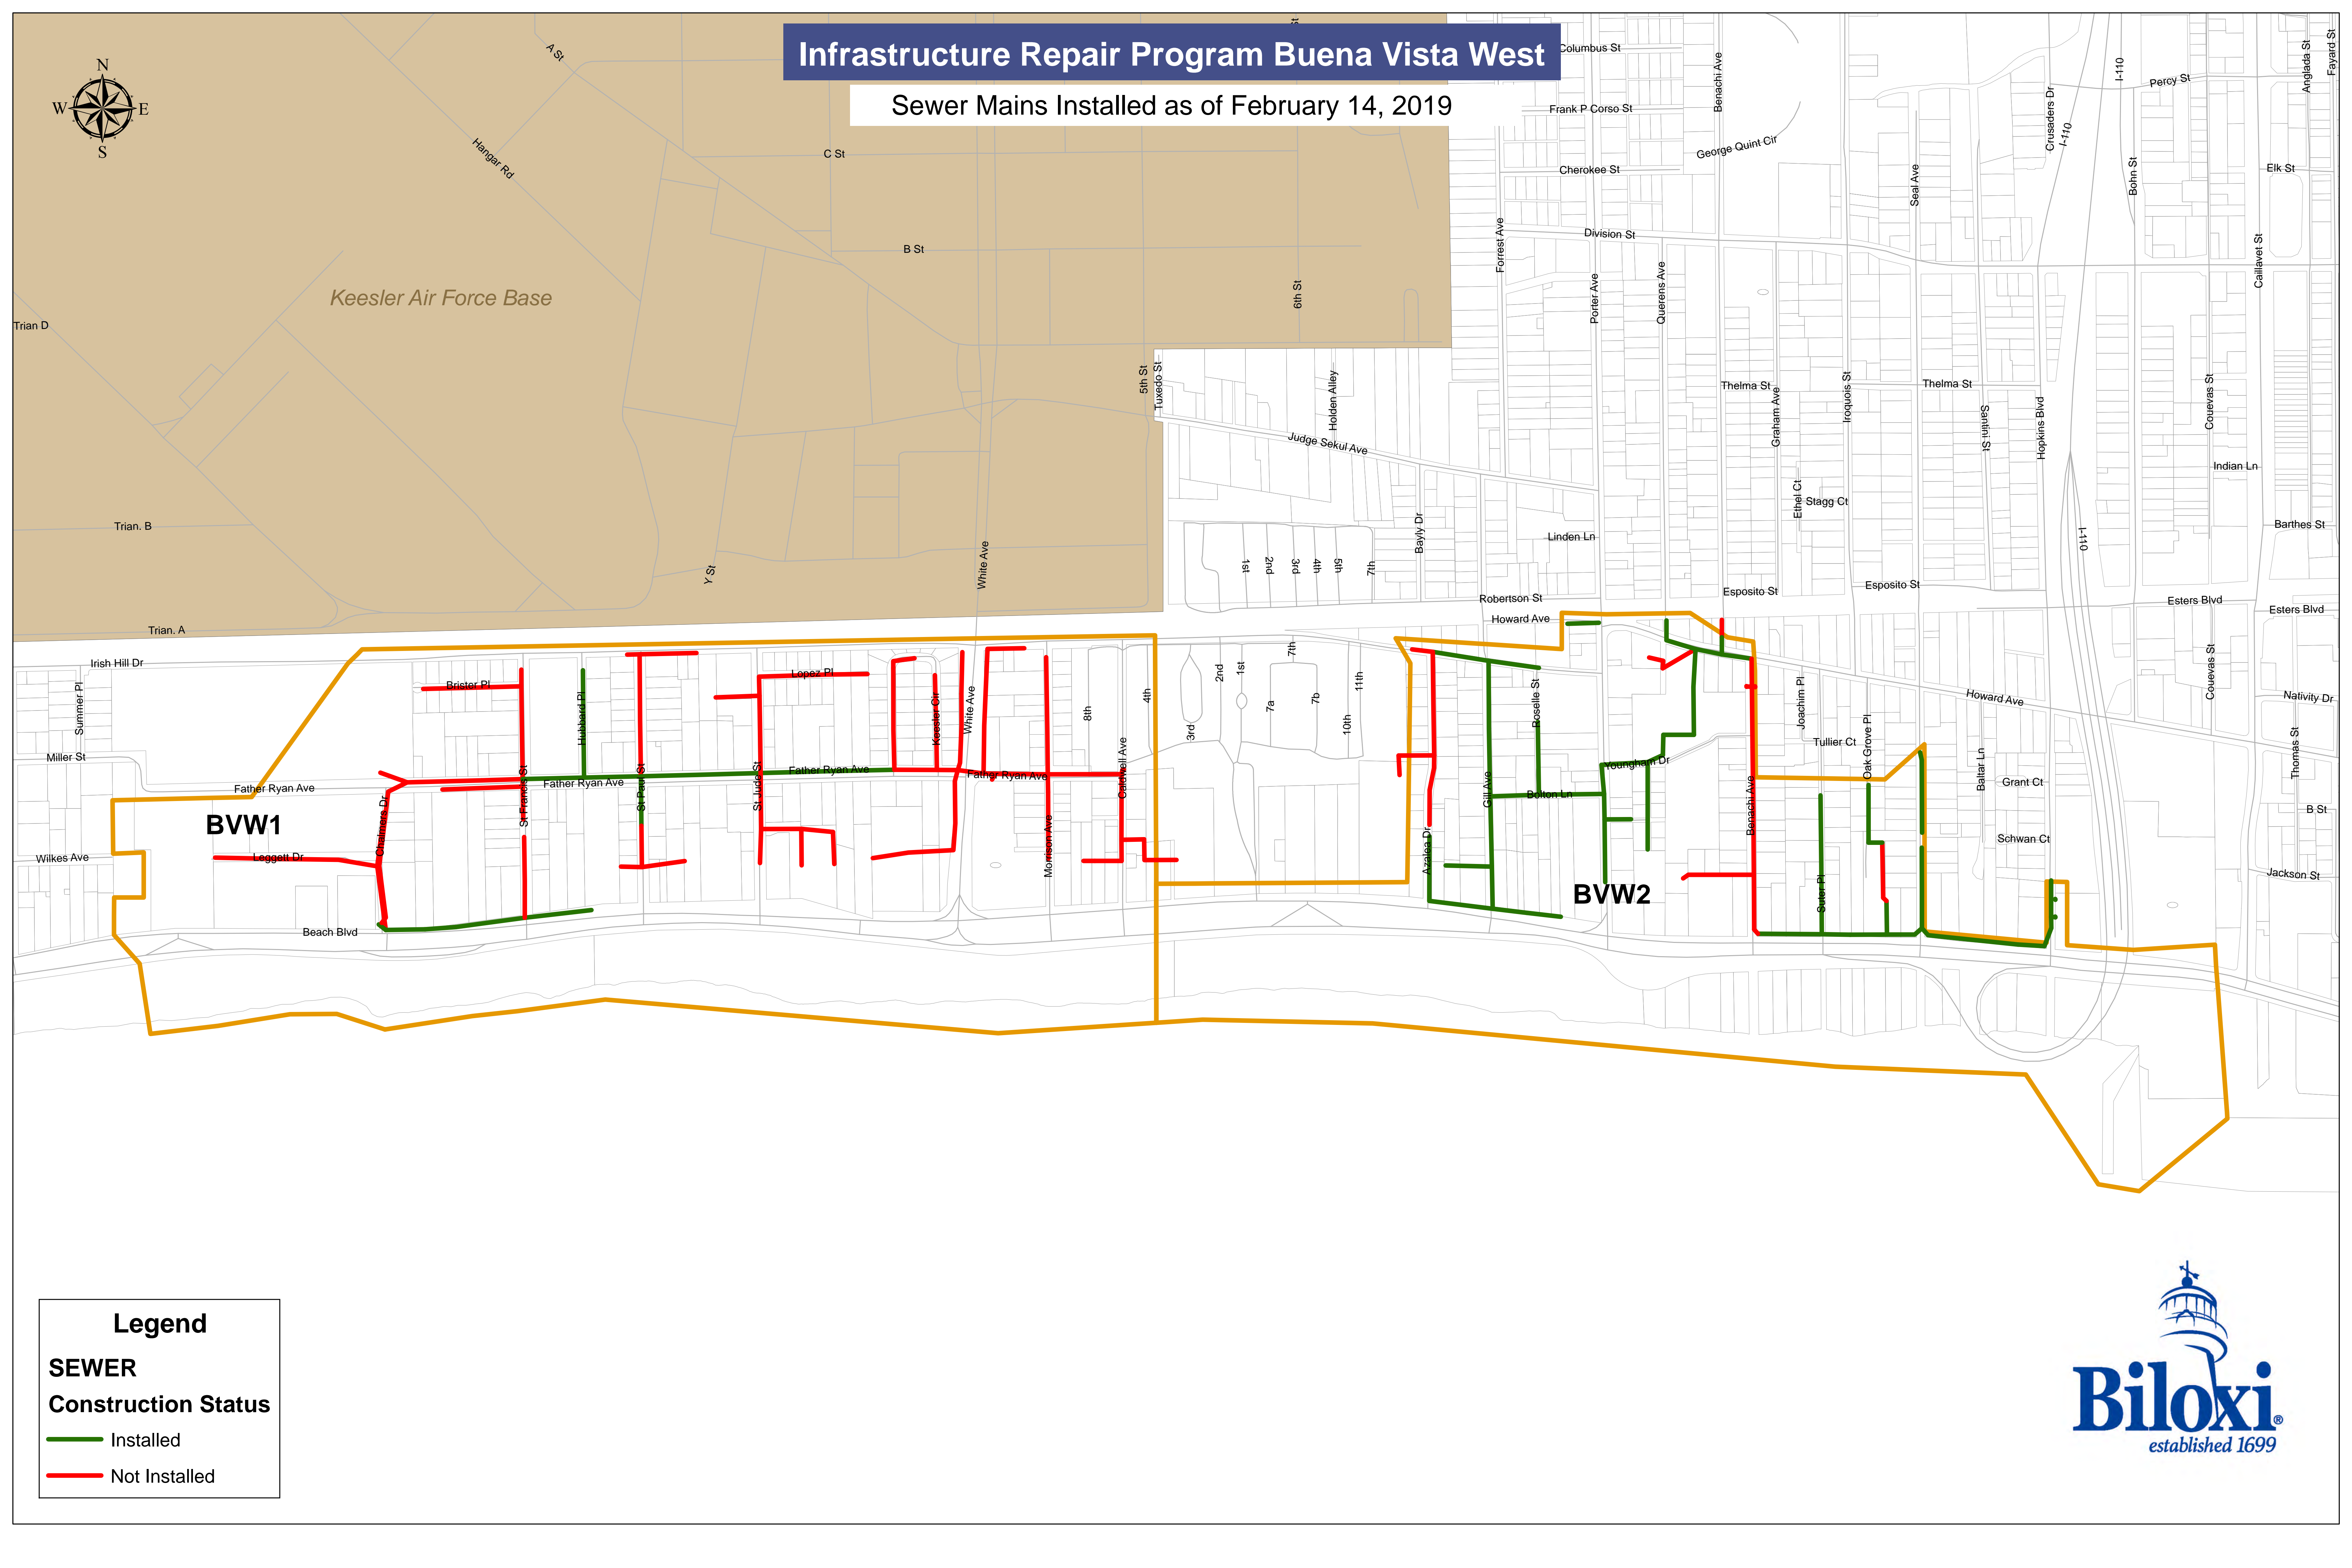 Infrastructure Repair Program Buena Vista West
Sewer Mains Installed as of February 14, 2019
N
W
E
S
A St
St
Columbus St
Benachi Ave
I-110
Percy St
Anglada St
Fayard St
Frank P Corso St
Crusaders Dr
I-110
Hangar Rd
C St
George Quint Cir
Cherokee St
Seal Ave
Bohn St
Elk St
B St
Forrest Ave
Division St
Caillavet St
Keesler Air Force Base
6th St
Porter Ave
Querens Ave
Trian D
5th St
Tuxedo St
Holden Alley
Thelma St
Graham Ave
Iroquois St
Thelma St
Santini St
Hopkins Blvd
Couevas St
Judge Sekul Ave
Indian Ln
Ethel Ct
Stagg Ct
Trian. B
White Ave
Bayly Dr
Linden Ln
I-110
Barthes St
Y St
1st
2nd
3rd
4th
5th
7th
Robertson St
Esposito St
Esposito St
Esters Blvd
Esters Blvd
Trian. A
Howard Ave
Irish Hill Dr
Summer Pl
Brister Pl
Hubbard Pl
Lopez Pl
Keesler Cir
White Ave
8th
4th
3rd
2nd
1st
7a
7th
7b
10th
11th
Roselle St
Joachim Pl
Howard Ave
Couevas St
Nativity Dr
Oak Grove Pl
Tullier Ct
Thomas St
Miller St
Father Ryan Ave
Father Ryan Ave
Father Ryan Ave
Father Ryan Ave
St Francis St
St Paul St
St Jude St
Caldwell Ave
Youngham Dr
Gill Ave
Bolton Ln
Benachi Ave
Baltar Ln
Grant Ct
B St
BVW1
Chalmers Dr
Morrison Ave
Azalea Dr
Schwan Ct
Wilkes Ave
Leggett Dr
Suter Pl
Jackson St
BVW2
Beach Blvd
Legend
SEWER
Construction Status
Installed
Not Installed
Biloxi®
established 1699